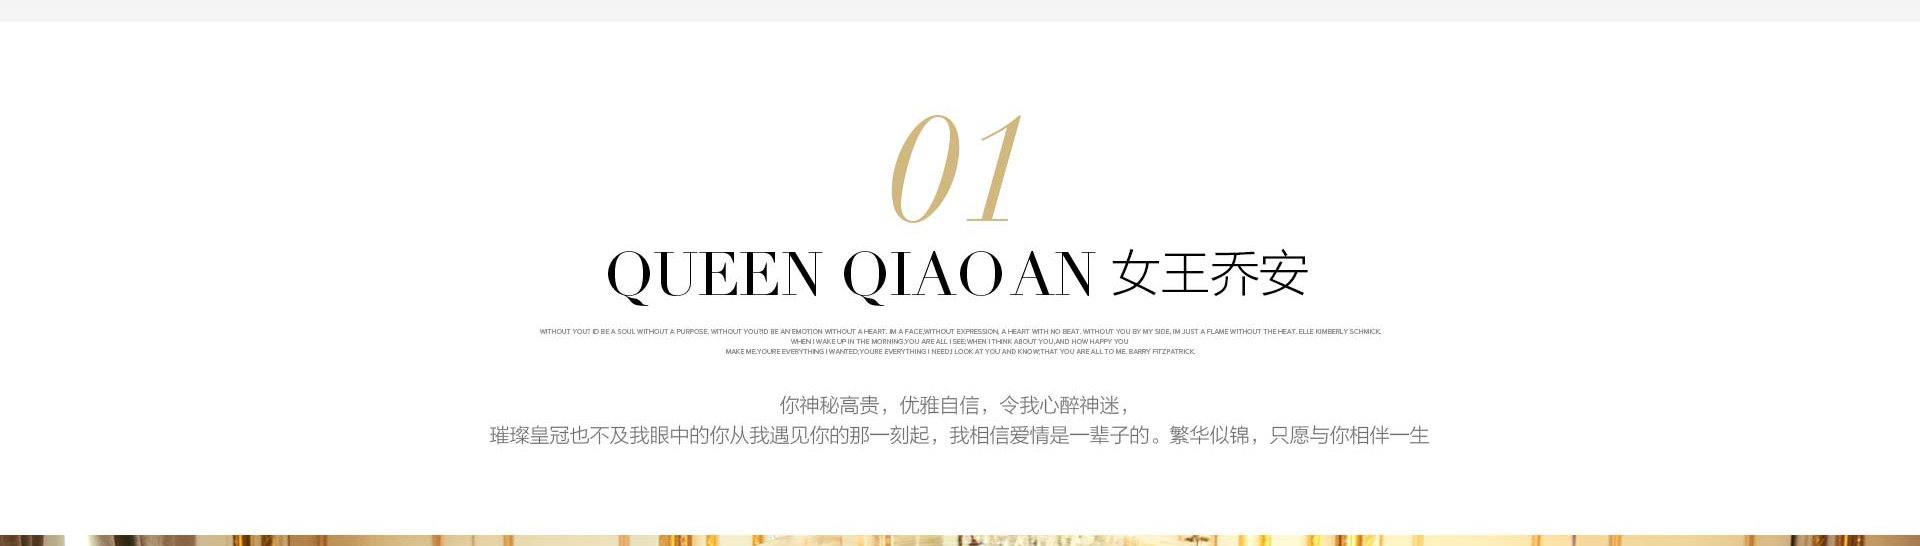 01
QUEEN QIAO AN 女王乔安
WITHOUT YOU? ID BE A SOUL WITHOUT A PURPOSE. WITHOUT YOU?ID BE AN EMOTION WITHOUT A HEART. IM A FACE,WITHOUT EXPRESSION, A HEART WITH NO BEAT. WITHOUT YOU BY MY SIDE, IM JUST A FLAME WITHOUT THE HEAT. ELLE KIMBERLY SCHMICK.
WHEN I WAKE UP IN THE MORNING,YOU ARE ALL I SEE;WHEN I THINK ABOUT YOU,AND HOW HAPPY YOU
MAKE ME.YOURE EVERYTHING I WANTED;YOURE EVERYTHING I NEED;I LOOK AT YOU AND KNOW;THAT YOU ARE ALL TO ME. BARRY FITZPATRICK.
你神秘高贵，优雅自信，令我心醉神迷，
璀璨皇冠也不及我眼中的你从我遇见你的那一刻起，我相信爱情是一辈子的。繁华似锦，只愿与你相伴一生